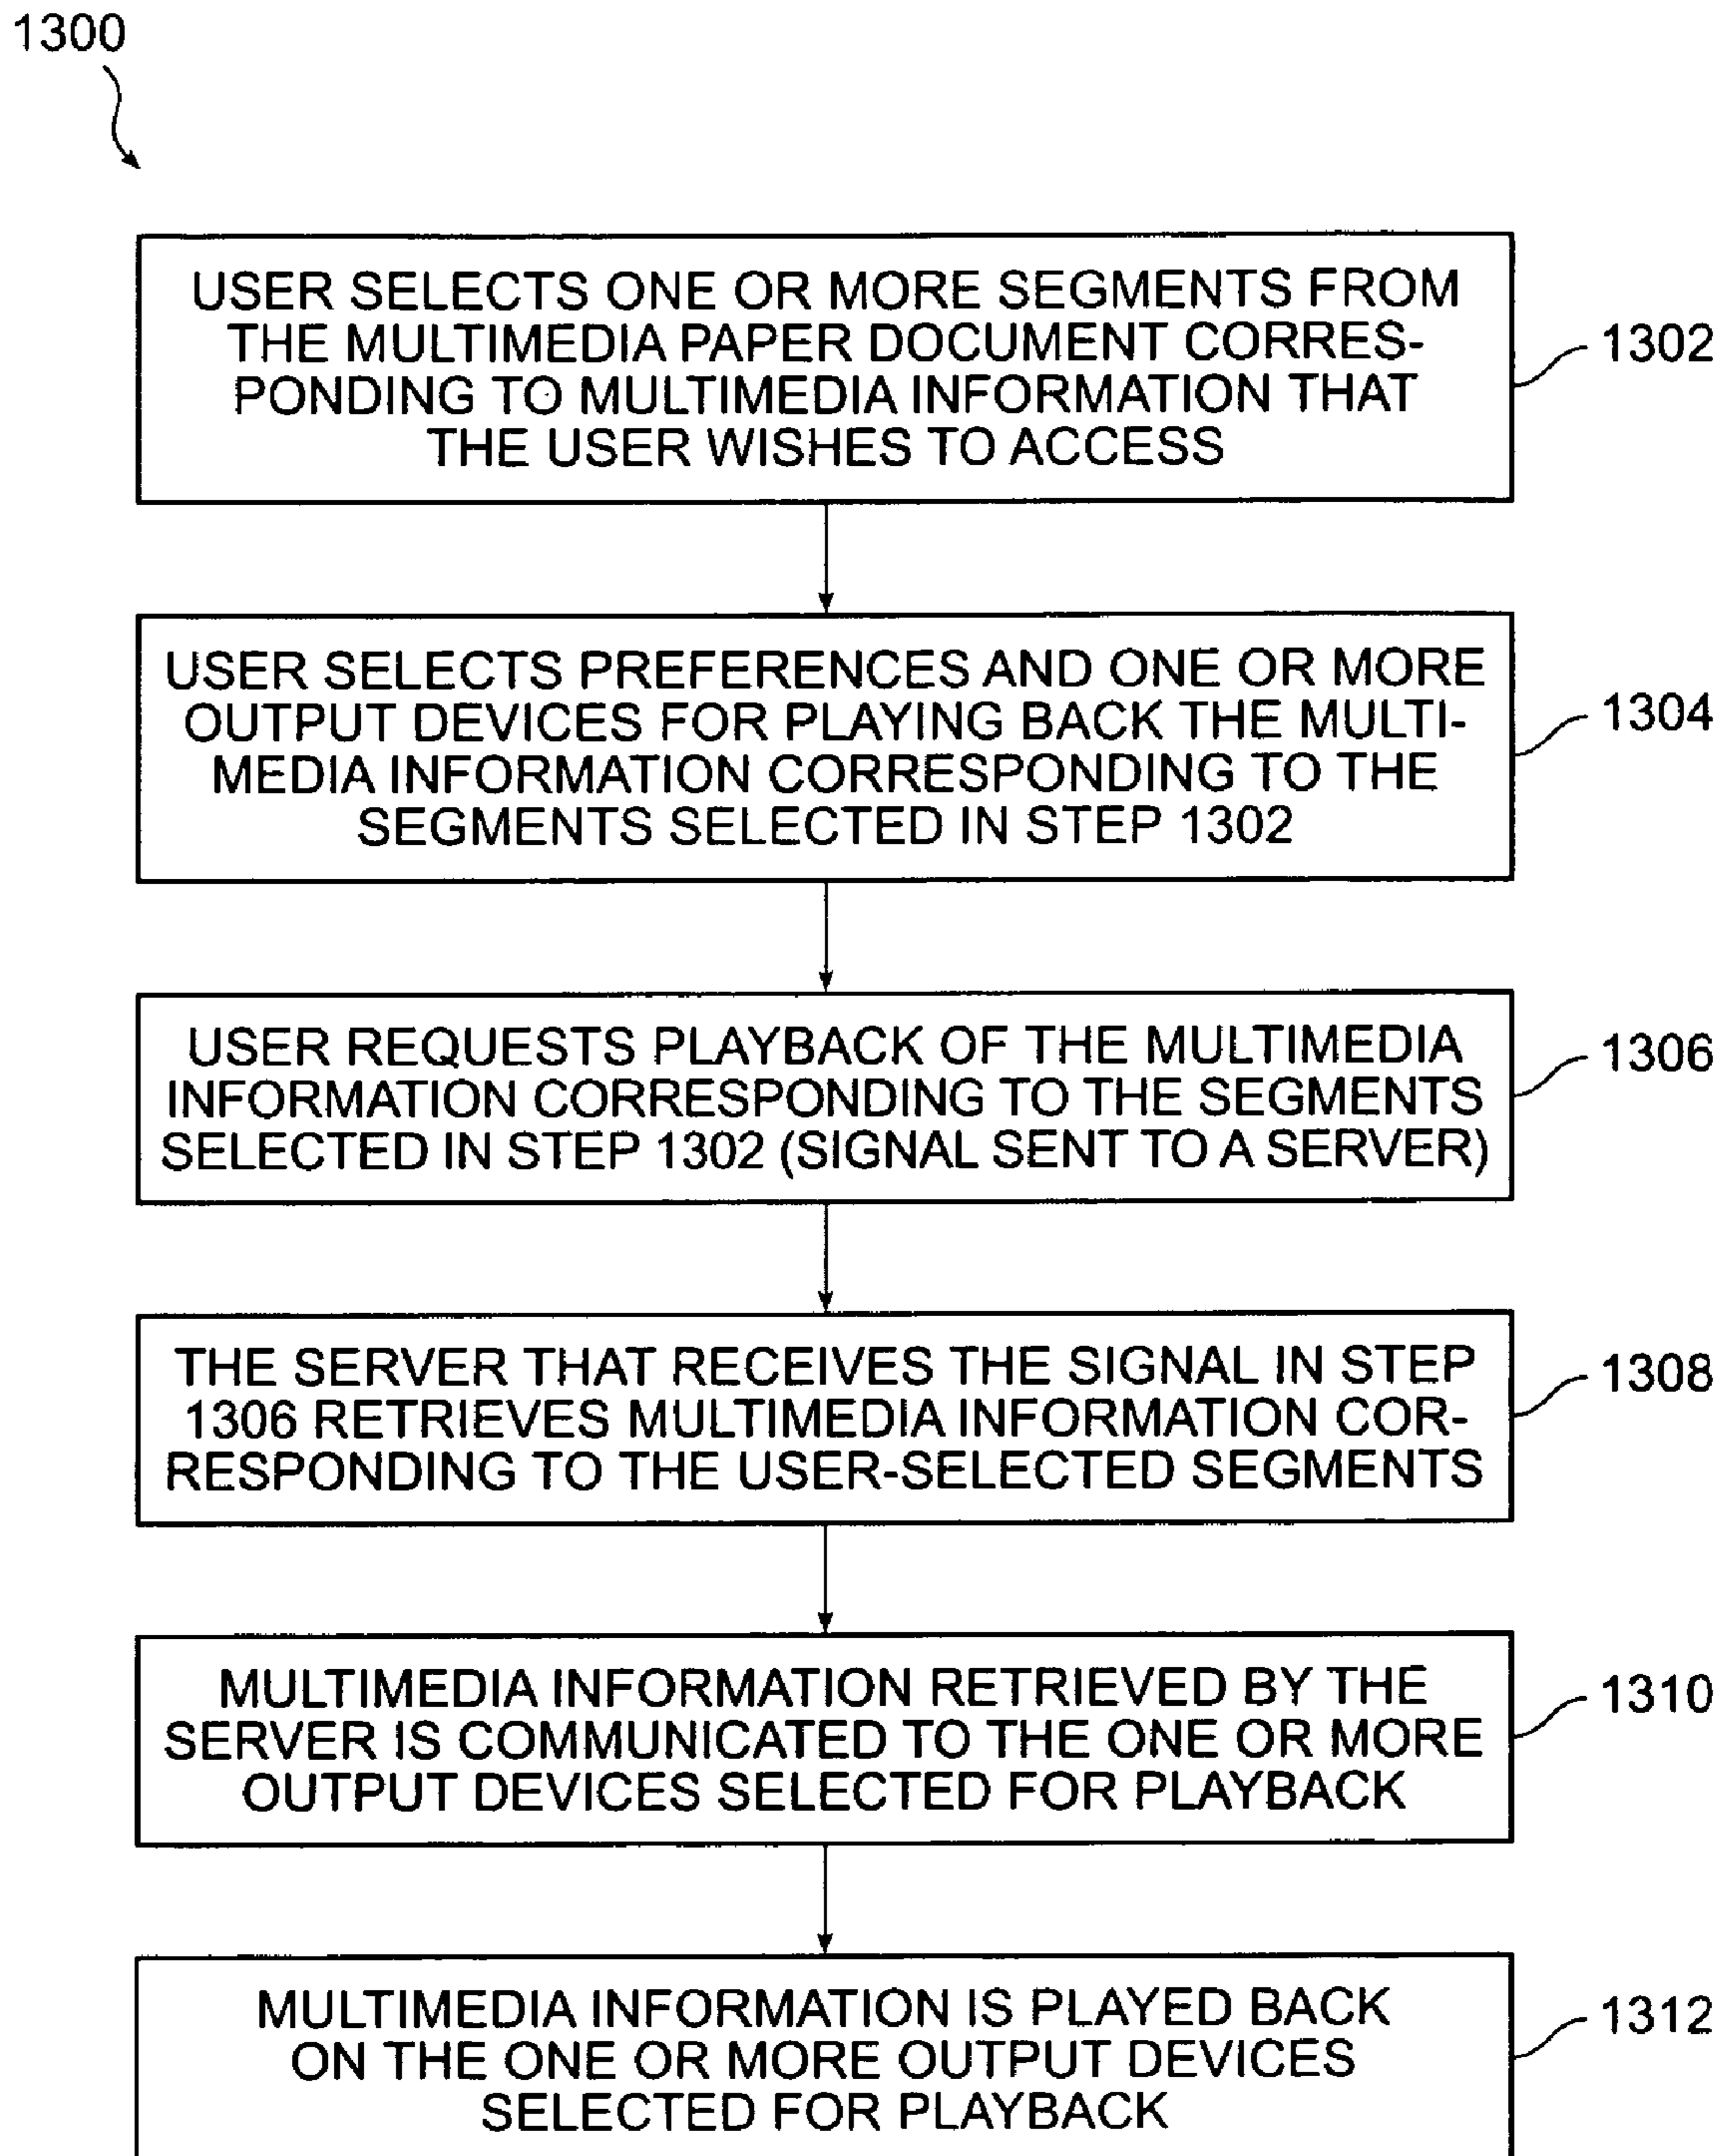 1300
USER SELECTS ONE OR MORE SEGMENTS FROM
THE MULTIMEDIA PAPER DOCUMENT CORRES-
PONDING TO MULTIMEDIA INFORMATION THAT
THE USER WISHES TO ACCESS
1302
USER SELECTS PREFERENCES AND ONE OR MORE
OUTPUT DEVICES FOR PLAYING BACK THE MULTI-
MEDIA INFORMATION CORRESPONDING TO THE
SEGMENTS SELECTED IN STEP 1302
1304
USER REQUESTS PLAYBACK OF THE MULTIMEDIA
INFORMATION CORRESPONDING TO THE SEGMENTS
SELECTED IN STEP 1302 (SIGNAL SENT TO A SERVER)
1306
THE SERVER THAT RECEIVES THE SIGNAL IN STEP
1306 RETRIEVES MULTIMEDIA INFORMATION COR-
RESPONDING TO THE USER-SELECTED SEGMENTS
1308
MULTIMEDIA INFORMATION RETRIEVED BY THE
SERVER IS COMMUNICATED TO THE ONE OR MORE
OUTPUT DEVICES SELECTED FOR PLAYBACK
1310
MULTIMEDIA INFORMATION IS PLAYED BACK
ON THE ONE OR MORE OUTPUT DEVICES
SELECTED FOR PLAYBACK
1312